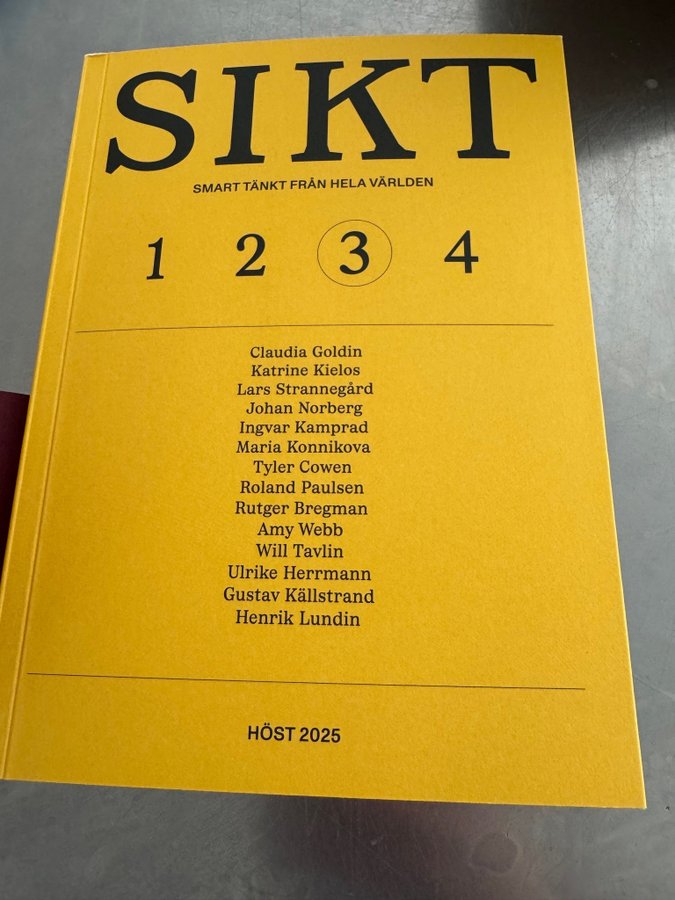 SIKT
SMART TÄNKT FRÅN HELA VÄRLDEN
1 2 3 4
Claudia Goldin
Katrine Kielos
Lars Strannegård
Johan Norberg
Ingvar Kamprad
Maria Konnikova
Tyler Cowen
Roland Paulsen
Rutger Bregman
Amy Webb
Will Tavlin
Ulrike Herrmann
Gustav Källstrand
Henrik Lundin
HÖST 2025